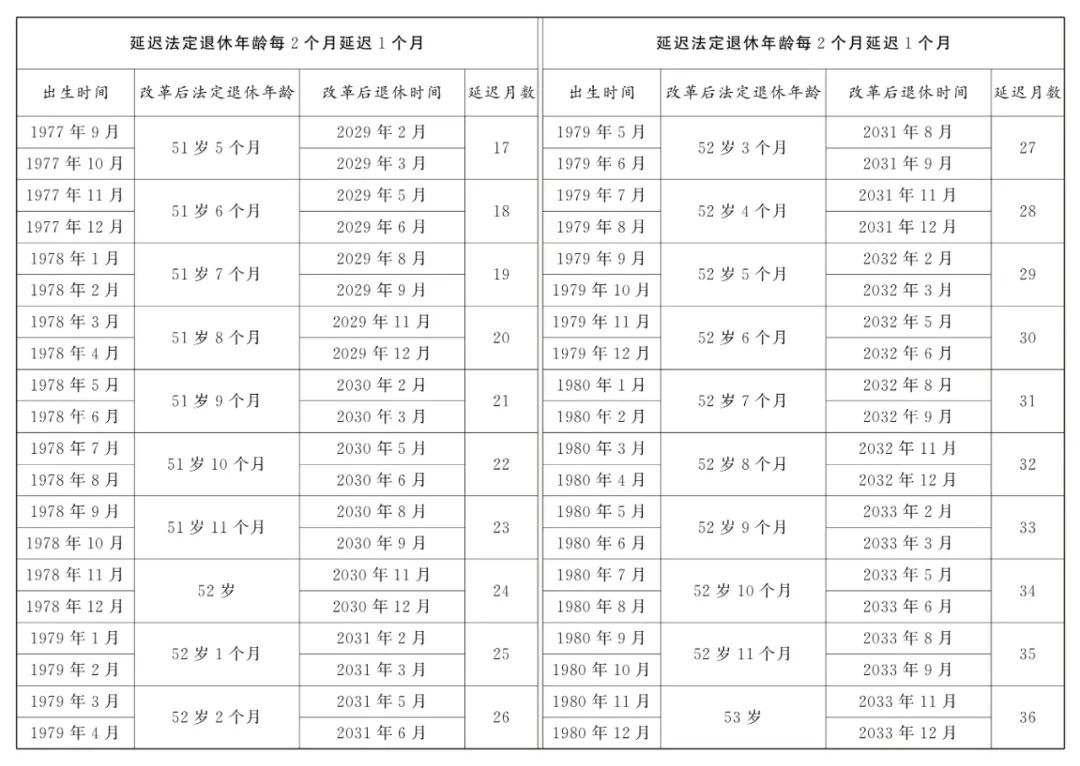 延迟法定退休年龄每2个月延迟1个月
出生时间 改革后法定退休年龄 改革后退休时间 延迟月数
1977年9月 51岁5个月 2029年2月 17
1977年10月 2029年3月
1977年11月 51岁6个月 2029年5月 18
1977年12月 2029年6月
1978年1月 51岁7个月 2029年8月 19
1978年2月 2029年9月
1978年3月 51岁8个月 2029年11月 20
1978年4月 2029年12月
1978年5月 51岁9个月 2030年2月 21
1978年6月 2030年3月
1978年7月 51岁10个月 2030年5月 22
1978年8月 2030年6月
1978年9月 51岁11个月 2030年8月 23
1978年10月 2030年9月
1978年11月 52岁 2030年11月 24
1978年12月 2030年12月
1979年1月 52岁1个月 2031年2月 25
1979年2月 2031年3月
1979年3月 52岁2个月 2031年5月 26
1979年4月 2031年6月
延迟法定退休年龄每2个月延迟1个月
出生时间 改革后法定退休年龄 改革后退休时间 延迟月数
1979年5月 52岁3个月 2031年8月 27
1979年6月 2031年9月
1979年7月 52岁4个月 2031年11月 28
1979年8月 2031年12月
1979年9月 52岁5个月 2032年2月 29
1979年10月 2032年3月
1979年11月 52岁6个月 2032年5月 30
1979年12月 2032年6月
1980年1月 52岁7个月 2032年8月 31
1980年2月 2032年9月
1980年3月 52岁8个月 2032年11月 32
1980年4月 2032年12月
1980年5月 52岁9个月 2033年2月 33
1980年6月 2033年3月
1980年7月 52岁10个月 2033年5月 34
1980年8月 2033年6月
1980年9月 52岁11个月 2033年8月 35
1980年10月 2033年9月
1980年11月 53岁 2033年11月 36
1980年12月 2033年12月